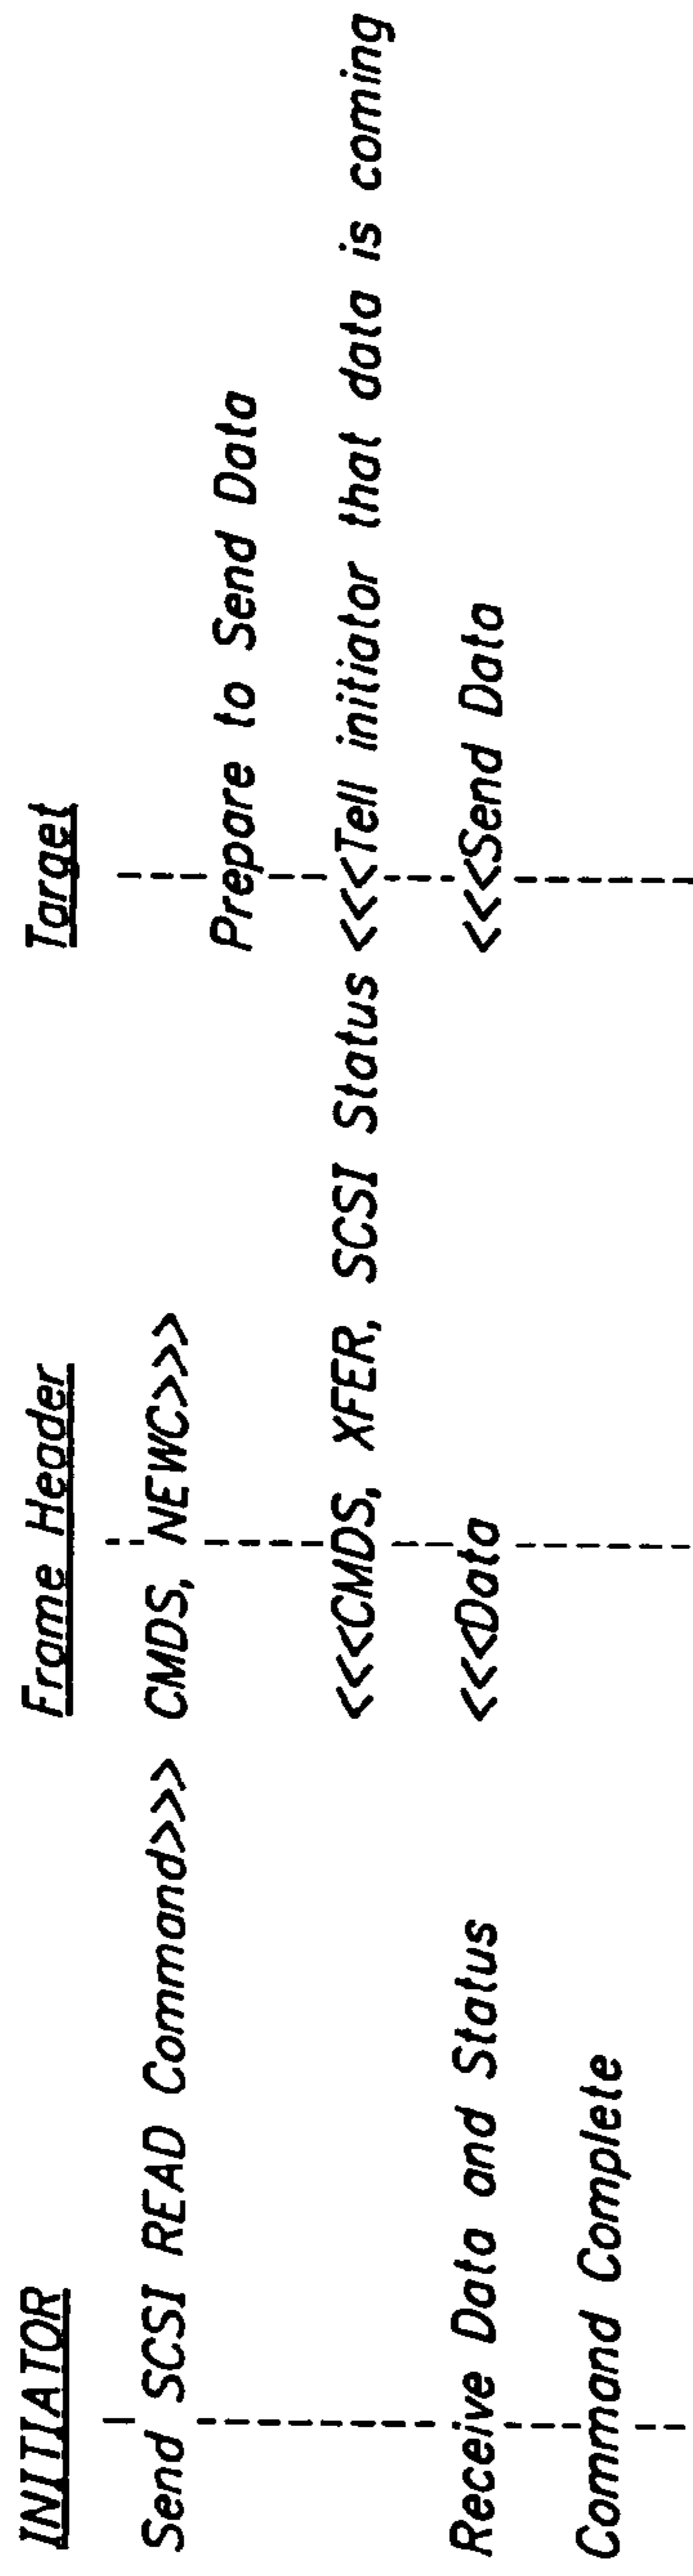 INITIATOR Frame Header Target
Send SCSI READ Command>>> CMDS, NEWC>>>
Prepare to Send Data
<<<CMDS, XFER, SCSI Status <<<Tell initiator that data is coming
Receive Data and Status <<<Data <<<Send Data
Command Complete